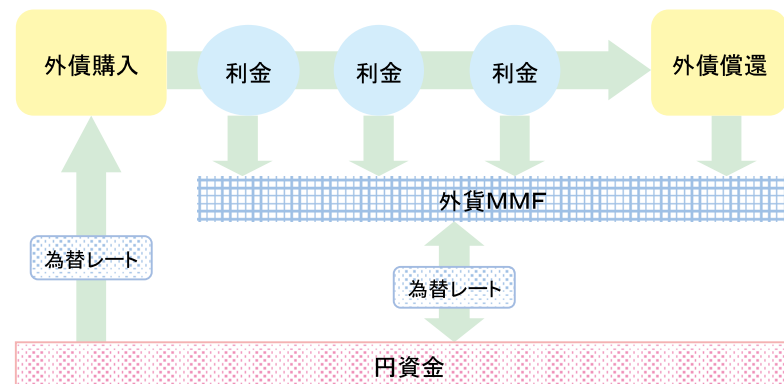 外債購入
利金
利金
利金
外債償還
外貨MMF
為替レート
為替レート
円資金